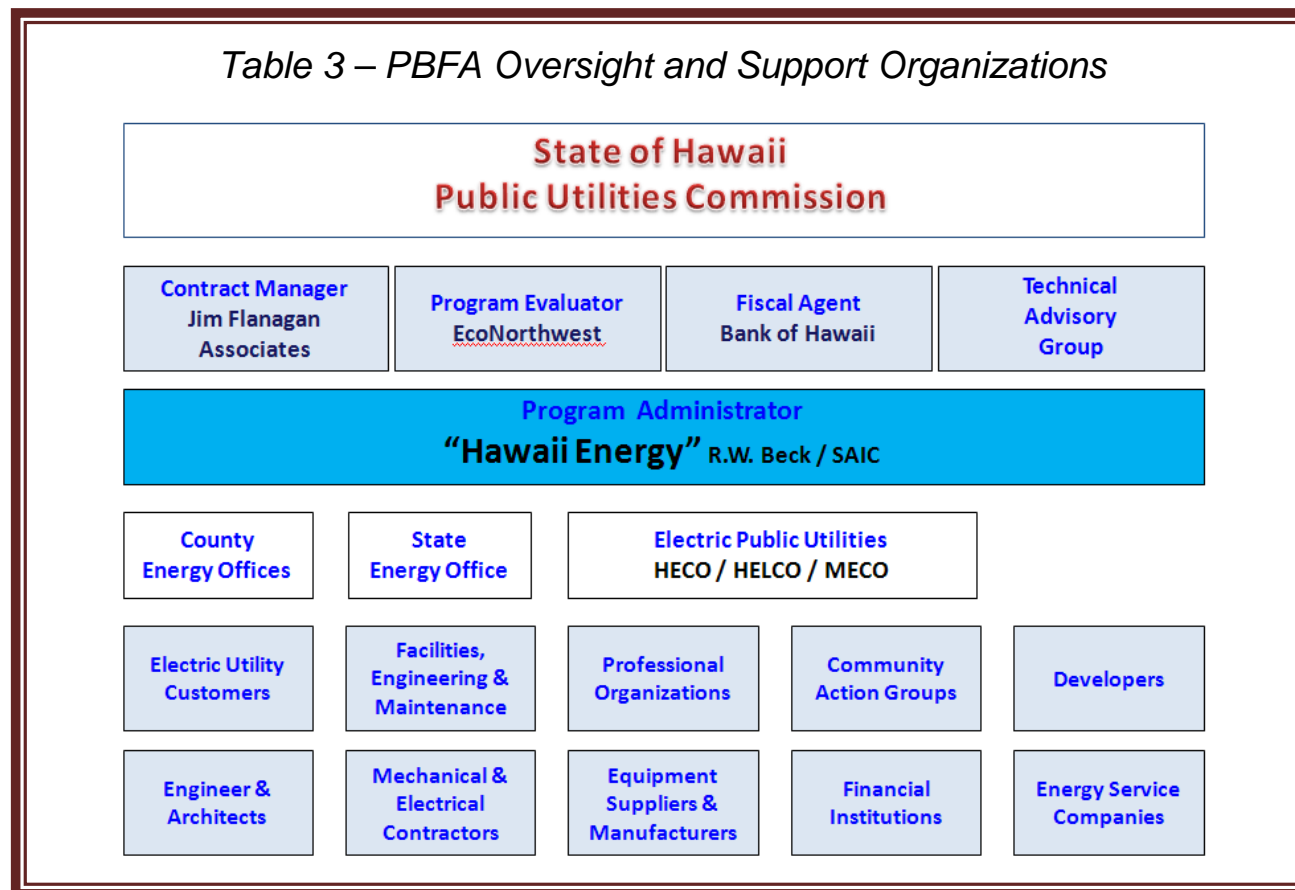 Table 3 – PBFA Oversight and Support Organizations
State of Hawaii
Public Utilities Commission
Contract Manager
Jim Flanagan
Associates
Program Evaluator
EcoNorthwest
Fiscal Agent
Bank of Hawaii
Technical
Advisory
Group
Program Administrator
“Hawaii Energy” R.W. Beck / SAIC
County
Energy Offices
State
Energy Office
Electric Public Utilities
HECO / HELCO / MECO
Electric Utility
Customers
Facilities,
Engineering &
Maintenance
Professional
Organizations
Community
Action Groups
Developers
Engineer &
Architects
Mechanical &
Electrical
Contractors
Equipment
Suppliers &
Manufacturers
Financial
Institutions
Energy Service
Companies